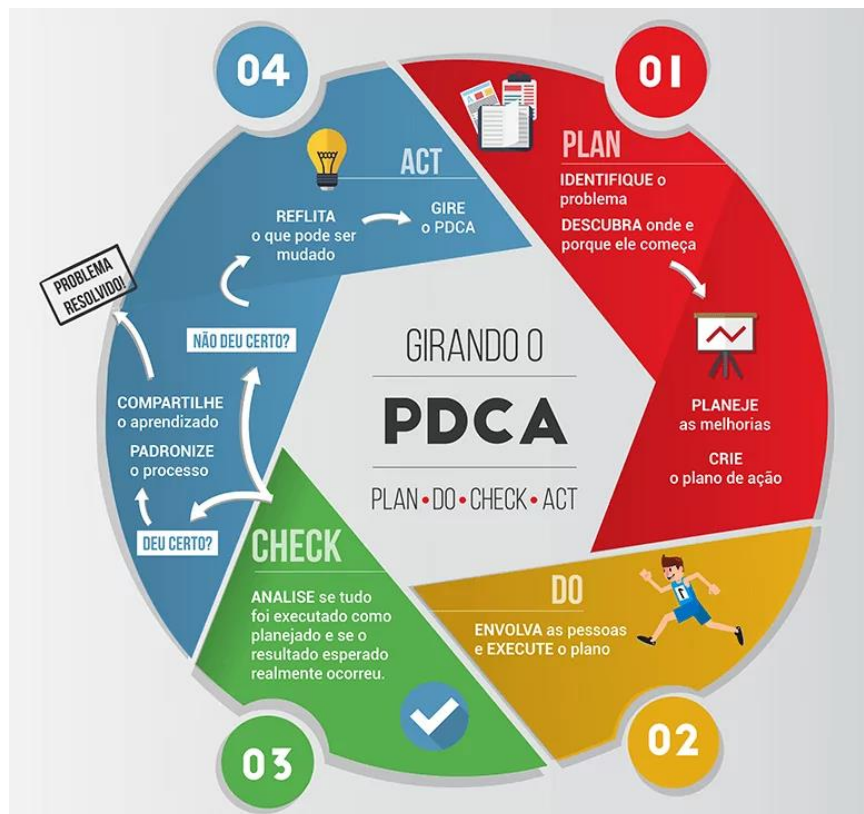 GIRANDO O
PDCA
PLAN • DO • CHECK • ACT
01
PLAN
IDENTIFIQUE o
problema
DESCUBRA onde e
porque ele começa
PLANEJE
as melhorias
CRIE
o plano de ação
02
DO
ENVOLVA as pessoas
e EXECUTE o plano
1
03
CHECK
ANALISE se tudo
foi executado como
planejado e se o
resultado esperado
realmente ocorreu.
04
ACT
DEU CERTO?
PADRONIZE
o processo
COMPARTILHE
o aprendizado
PROBLEMA
RESOLVIDO!
NÃO DEU CERTO?
REFLITA
o que pode ser
mudado
GIRE
o PDCA